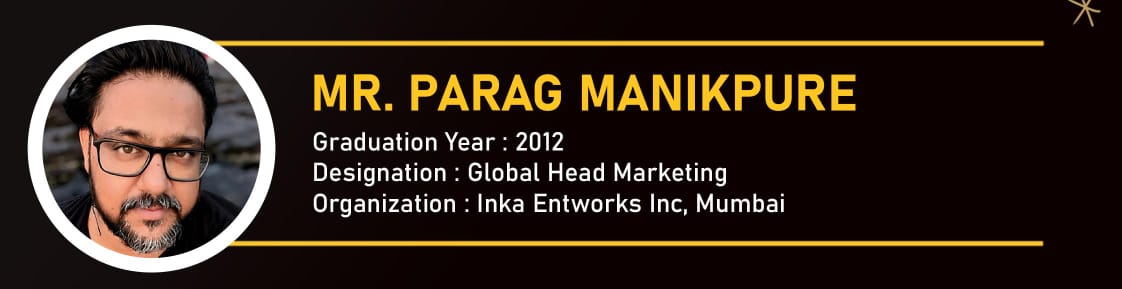 MR. PARAG MANIKPURE
Graduation Year : 2012
Designation : Global Head Marketing
Organization : Inka Entworks Inc, Mumbai